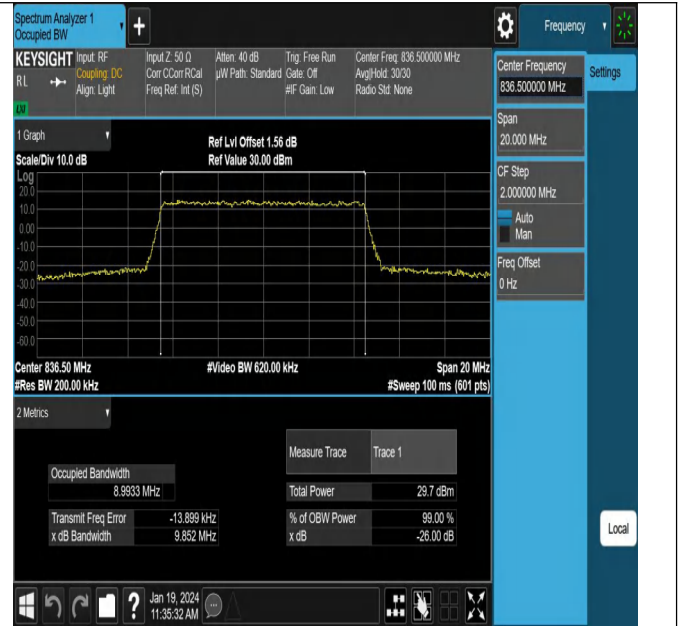 Spectrum Analyzer 1
Occupied BW
Frequency
KEYSIGHT
RL
LXI
Input: RF
Coupling: DC
Align: Light
Input Z: 50 Ω
Corr CCorr RCal
Freq Ref: Int (S)
Atten: 40 dB
µW Path: Standard
Trig: Free Run
Gate: Off
#IF Gain: Low
Center Freq: 836.500000 MHz
Avg|Hold: 30/30
Radio Std: None
Center Frequency
836.500000 MHz
Settings
Span
20.000 MHz
CF Step
2.000000 MHz
Auto
Man
Freq Offset
0 Hz
1 Graph
Scale/Div 10.0 dB
Ref Lvl Offset 1.56 dB
Ref Value 30.00 dBm
Log
20.0
10.0
0.00
-10.0
-20.0
-30.0
-40.0
-50.0
-60.0
Center 836.50 MHz
#Video BW 620.00 kHz
Span 20 MHz
#Res BW 200.00 kHz
#Sweep 100 ms (601 pts)
2 Metrics
Measure Trace Trace 1
Occupied Bandwidth
8.9933 MHz
Total Power 29.7 dBm
Transmit Freq Error -13.899 kHz
% of OBW Power 99.00 %
x dB Bandwidth 9.852 MHz
x dB -26.00 dB
Local
?
Jan 19, 2024
11:35:32 AM